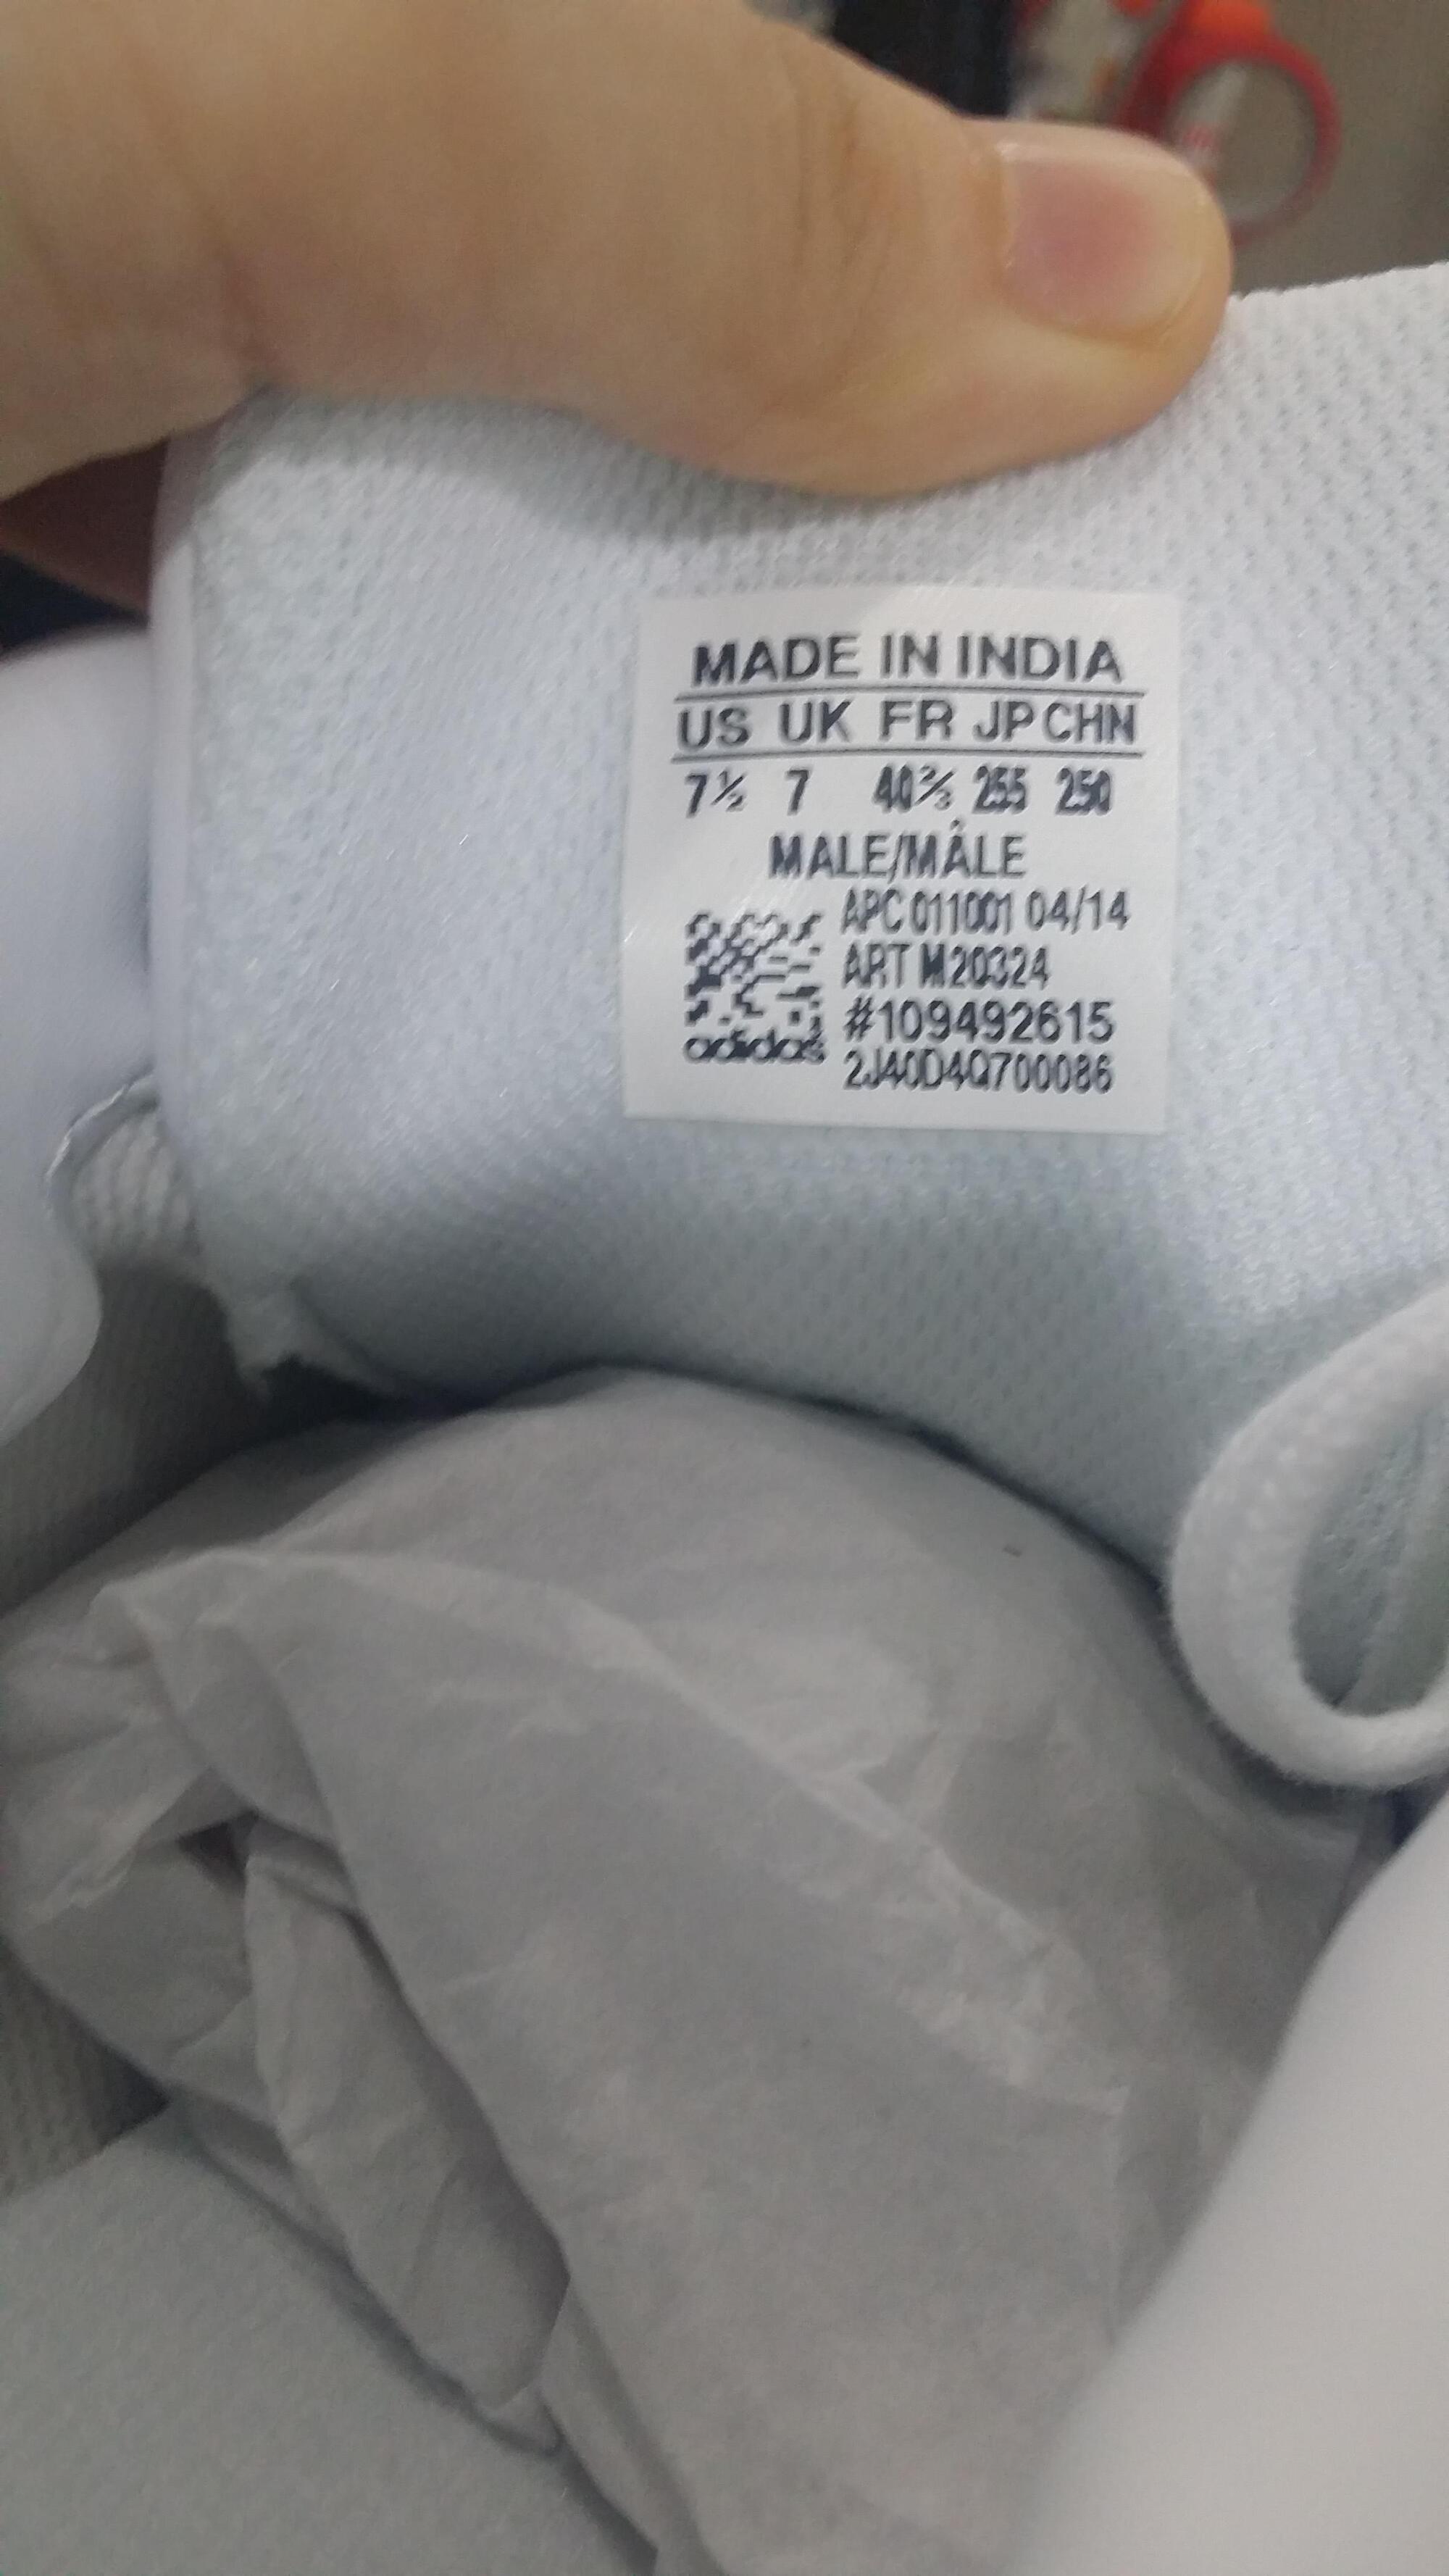 MADE IN INDIA
US UK FR JP CHN
7½ 7 40⅔ 255 250
MALE/MÂLE
APC 011001 04/14
ART M20324
#109492615
adidas 2J40D4Q700086